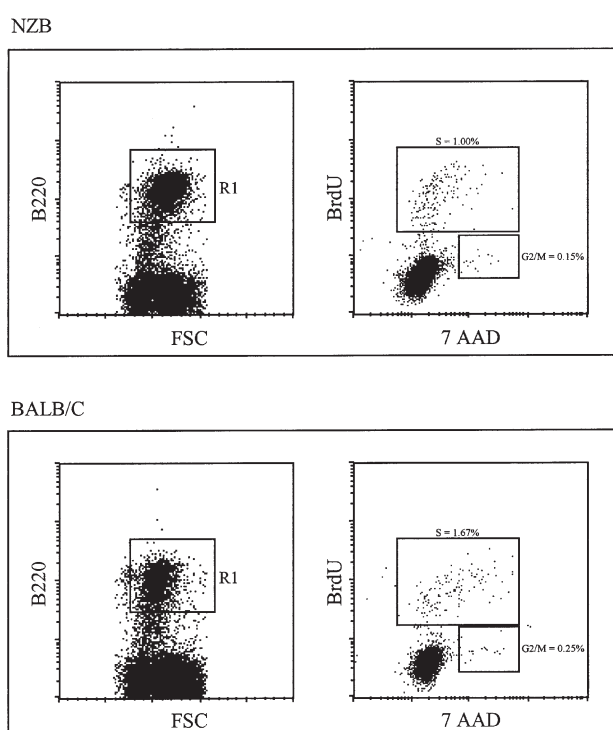 NZB
B220
R1
FSC
BrdU
S = 1.00%
G2/M = 0.15%
7 AAD
BALB/C
B220
R1
FSC
BrdU
S = 1.67%
G2/M = 0.25%
7 AAD